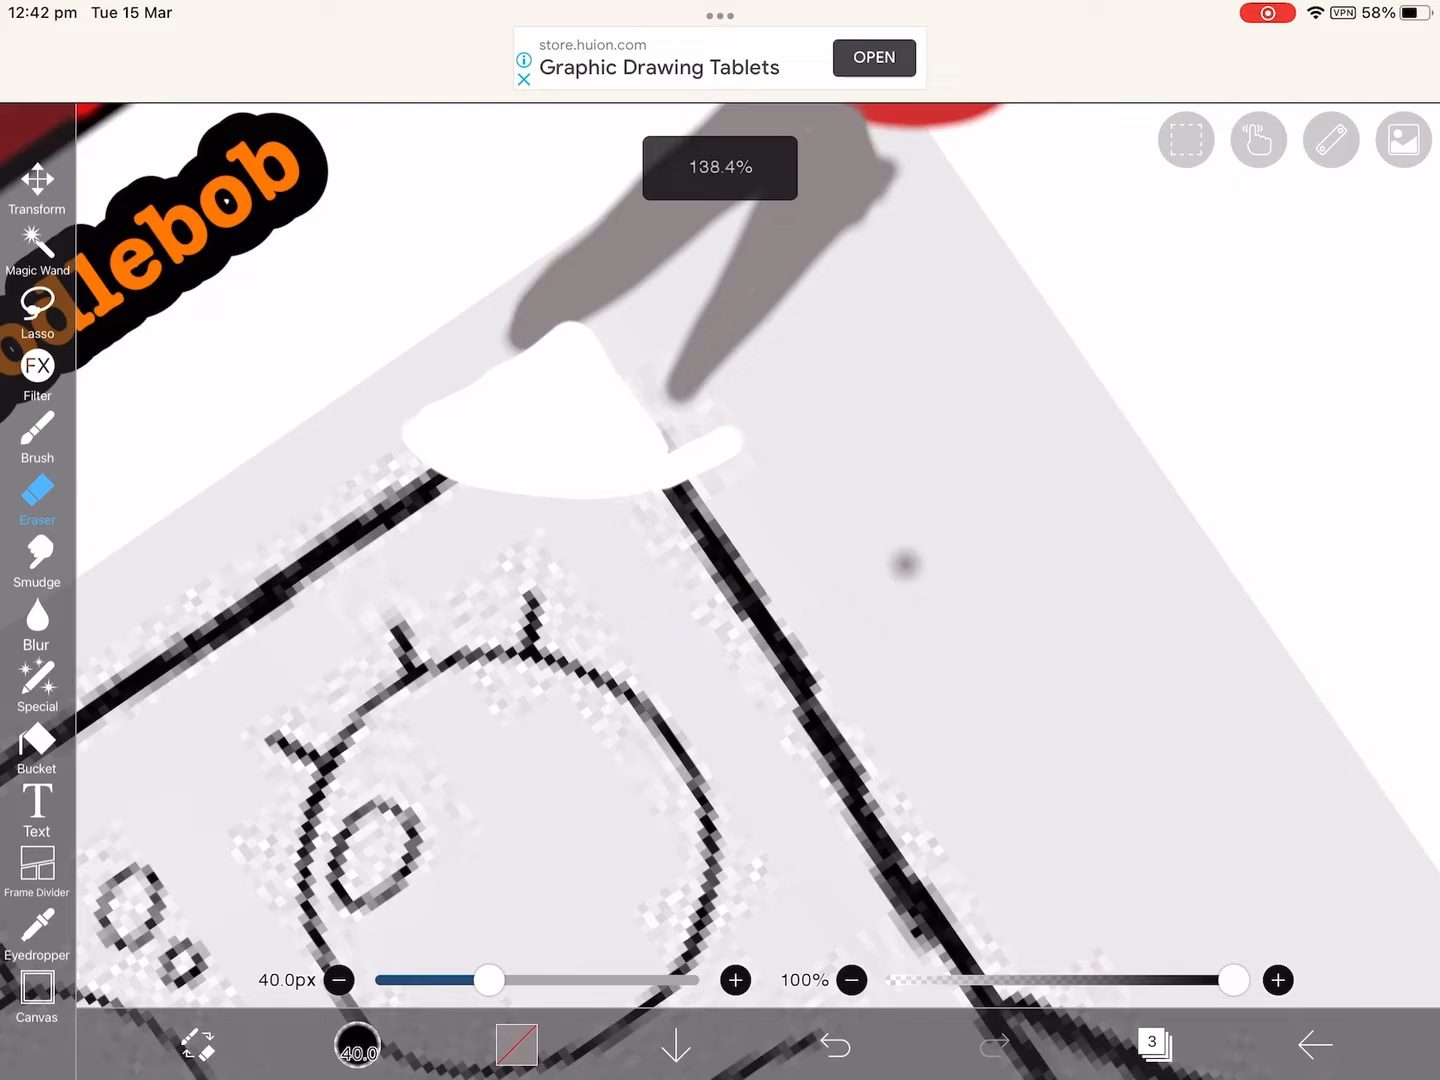 12:42 pm Tue 15 Mar
VPN 58%
store.huion.com
Graphic Drawing Tablets
OPEN
138.4%
odlebob
Transform
Magic Wand
Lasso
FX
Filter
Brush
Eraser
Smudge
Blur
Special
Bucket
T
Text
Frame Divider
Eyedropper
Canvas
40.0px
100%
40.0
3